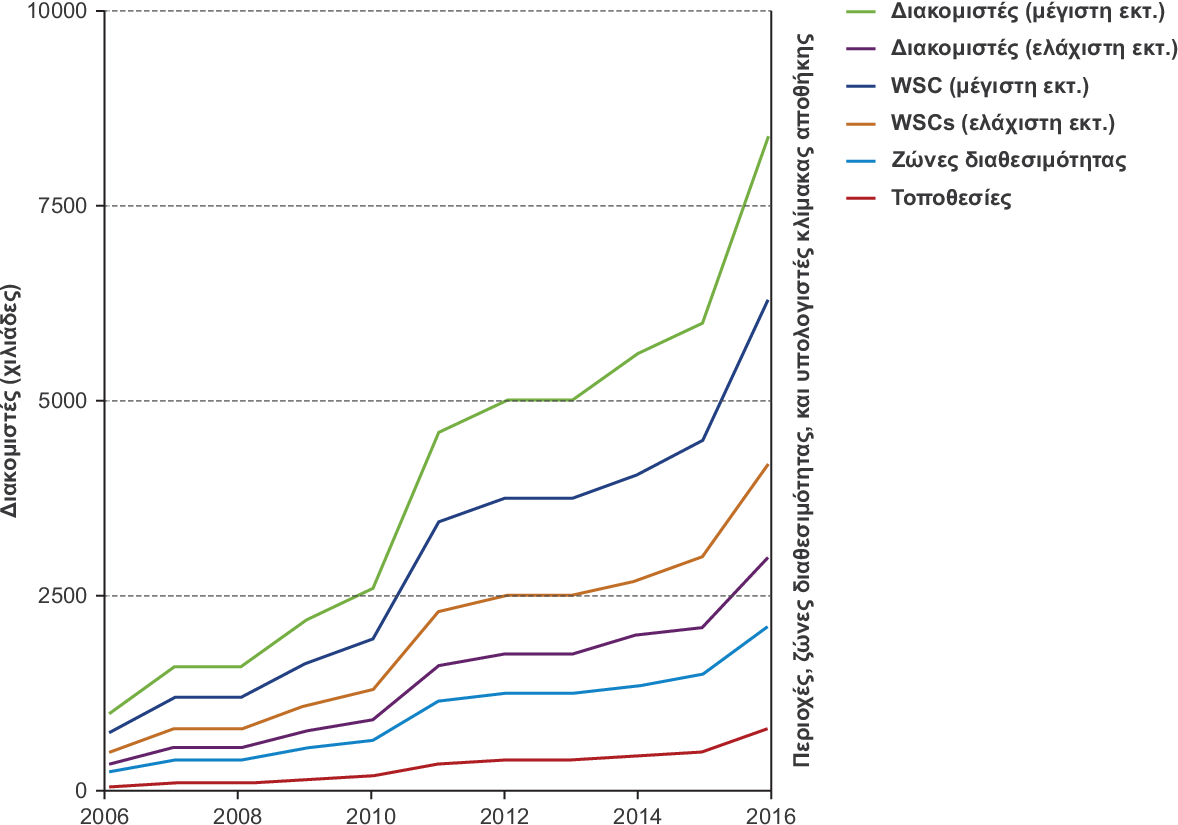 10000
7500
5000
2500
0
Διακομιστές (χιλιάδες)
2006 2008 2010 2012 2014 2016
Περιοχές, ζώνες διαθεσιμότητας, και υπολογιστές κλίμακας αποθήκης
Διακομιστές (μέγιστη εκτ.)
Διακομιστές (ελάχιστη εκτ.)
WSC (μέγιστη εκτ.)
WSCs (ελάχιστη εκτ.)
Ζώνες διαθεσιμότητας
Τοποθεσίες